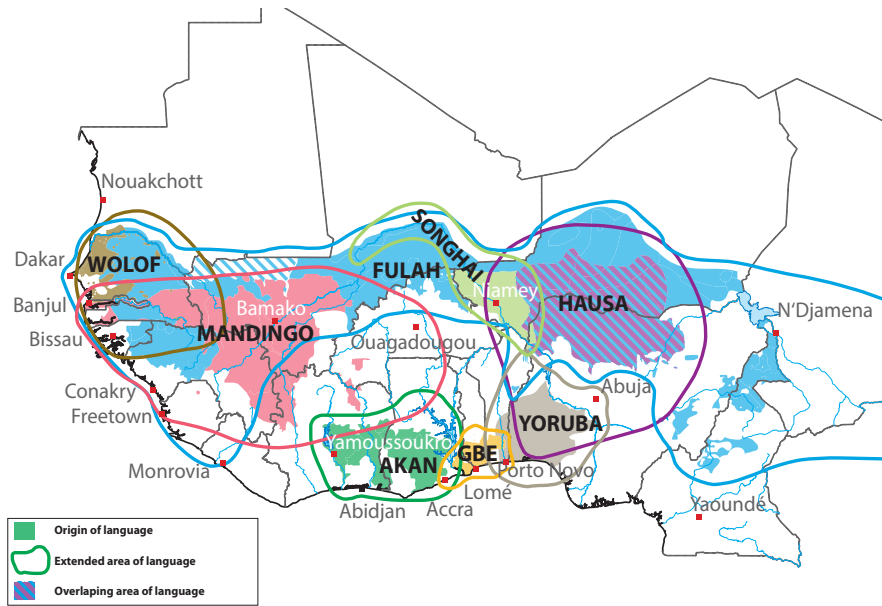 Nouakchott
SONGHAI
Dakar
WOLOF
FULAH
Niamey
HAUSA
Banjul
Bamako
N'Djamena
MANDINGO
Bissau
Ouagadougou
Conakry
Abuja
Freetown
YORUBA
Yamoussoukro
GBE
Monrovia
AKAN
Porto Novo
Lomé
Abidjan
Accra
Yaoundé
Origin of language
Extended area of language
Overlaping area of language